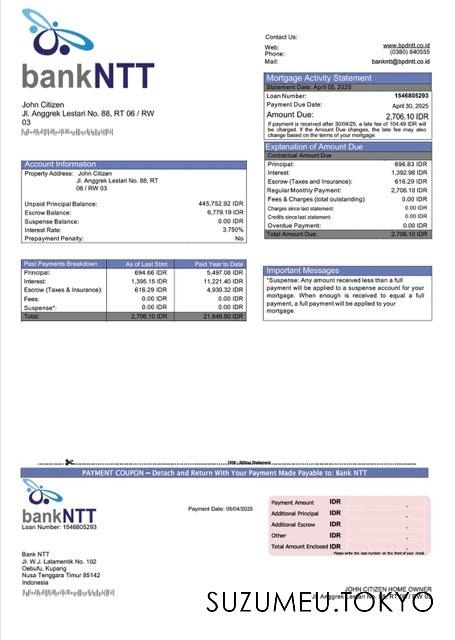 bankNTT
John Citizen
Jl. Anggrek Lestari No. 88, RT 06 / RW
03
Contact Us:
Web: www.bpdntt.co.id
Phone: (0380) 840555
Mail: bankntt@bpdntt.co.id
Mortgage Activity Statement
Statement Date: April 05, 2025
Loan Number: 1546805293
Payment Due Date: April 30, 2025
Amount Due: 2,706.10 IDR
If payment is received after 30/04/25, a late fee of 104.49 IDR will
be charged. If the Amount Due changes, the late fee may also
change based on the terms of your mortgage.
Explanation of Amount Due
Contractual Amount Due
Principal: 696.83 IDR
Interest: 1,392.98 IDR
Escrow (Taxes and Insurance): 616.29 IDR
Regular Monthly Payment: 2,706.10 IDR
Fees & Charges (total outstanding) 0.00 IDR
Charges since last statement: 0.00 IDR
Credits since last statement: 0.00 IDR
Overdue Payment: 0.00 IDR
Total Amount Due: 2,706.10 IDR
Account Information
Property Address: John Citizen
Jl. Anggrek Lestari No. 88, RT
06 / RW 03
Unpaid Principal Balance: 445,752.92 IDR
Escrow Balance: 6,779.19 IDR
Suspense Balance: 0.00 IDR
Interest Rate: 3.750%
Prepayment Penalty: No
Past Payments Breakdown As of Last Stmt Paid Year to Date
Principal: 694.66 IDR 5,497.08 IDR
Interest: 1,395.15 IDR 11,221.40 IDR
Escrow (Taxes & Insurance): 616.29 IDR 4,930.32 IDR
Fees: 0.00 IDR 0.00 IDR
Suspense*: 0.00 IDR 0.00 IDR
Total: 2,706.10 IDR 21,648.80 IDR
Important Messages
*Suspense: Any amount received less than a full
payment will be applied to a suspense account for your
mortgage. When enough is received to equal a full
payment, a full payment will be applied to your
mortgage.
PAYMENT COUPON – Detach and Return With Your Payment Made Payable to: Bank NTT
bankNTT
Loan Number: 1546805293
Payment Date: 05/04/2025
Payment Amount IDR .
Additional Principal IDR .
Additional Escrow IDR .
Other IDR .
Total Amount Enclosed IDR .
Please write the loan number on the front of your check
Bank NTT
Jl. W.J. Lalamentik No. 102
Oebufu, Kupang
Nusa Tenggara Timur 85142
Indonesia
JOHN CITIZEN HOME OWNER
SUZUMEU.TOKYO